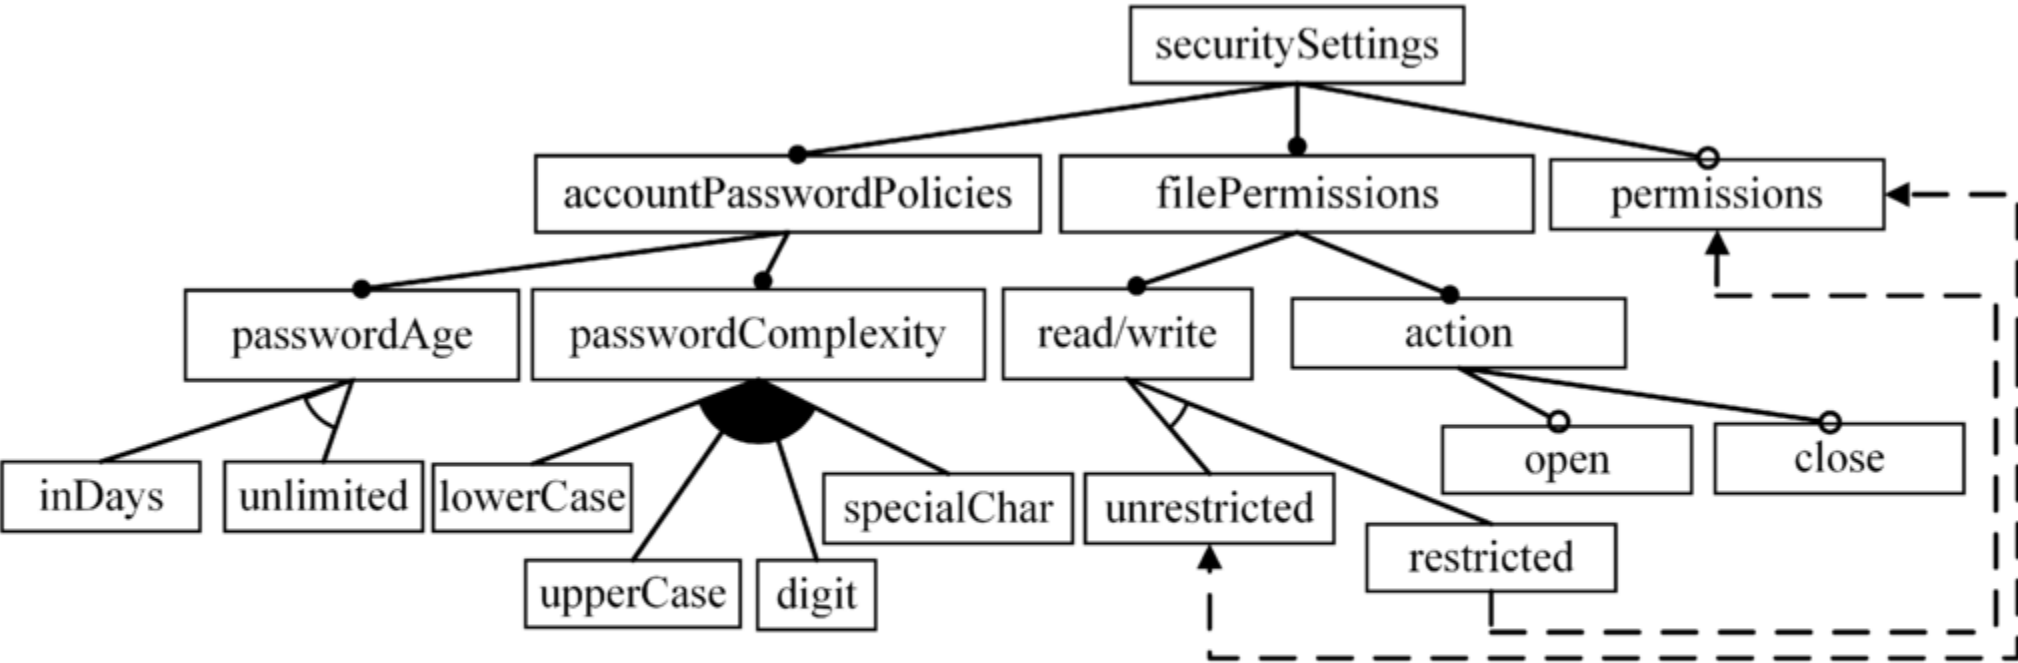 securitySettings
accountPasswordPolicies
filePermissions
permissions
passwordAge
passwordComplexity
read/write
action
inDays
unlimited
lowerCase
upperCase
digit
specialChar
unrestricted
restricted
open
close